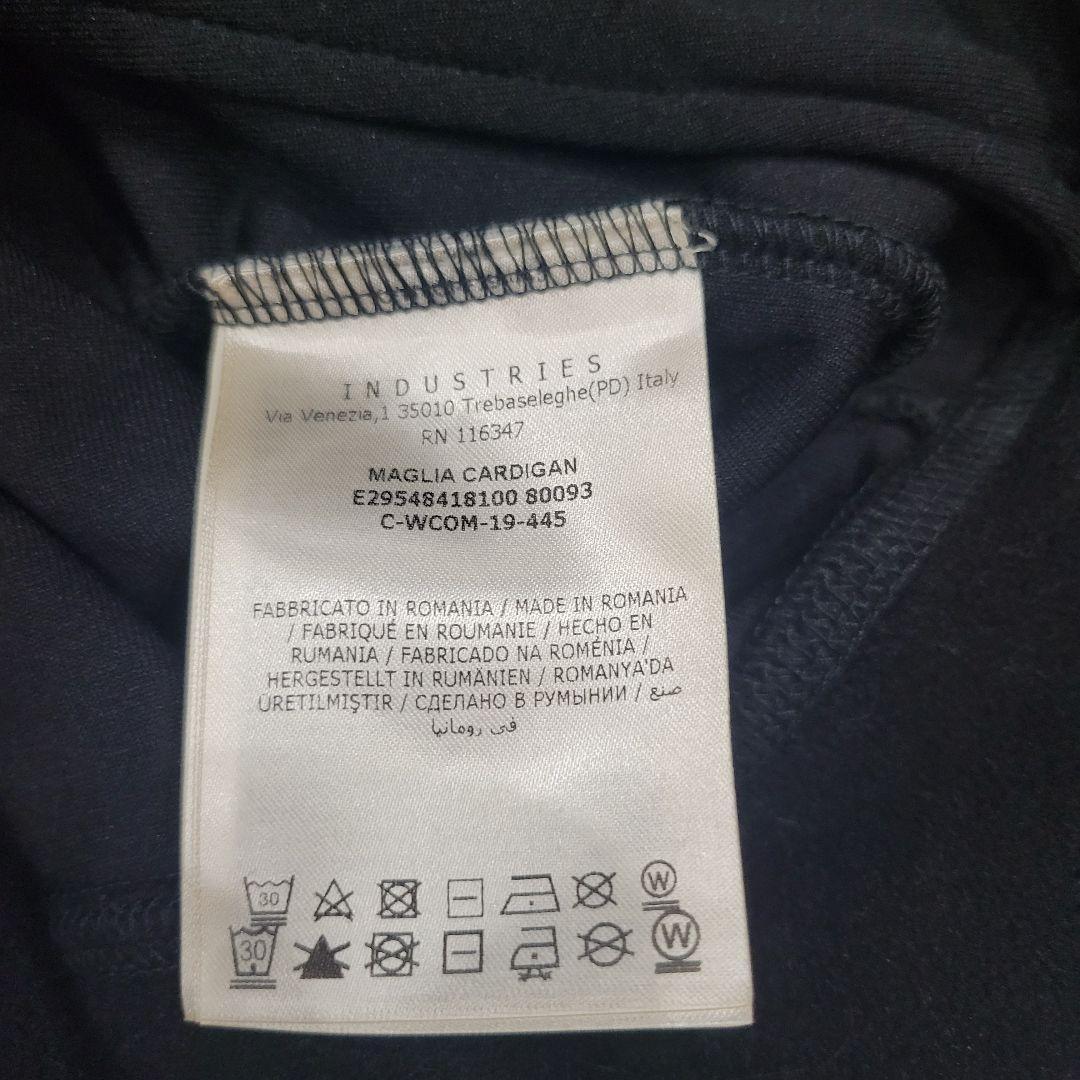 INDUSTRIES
Via Venezia,1 35010 Trebaseleghe(PD) Italy
RN 116347
MAGLIA CARDIGAN
E29548418100 80093
C-WCOM-19-445
FABBRICATO IN ROMANIA / MADE IN ROMANIA
/ FABRIQUÉ EN ROUMANIE / HECHO EN
RUMANIA / FABRICADO NA ROMÉNIA /
HERGESTELLT IN RUMÄNIEN / ROMANYA'DA
ÜRETILMIŞTIR / СДЕЛАНО В РУМЫНИИ / صنع
في رومانيا
30 W
30 W